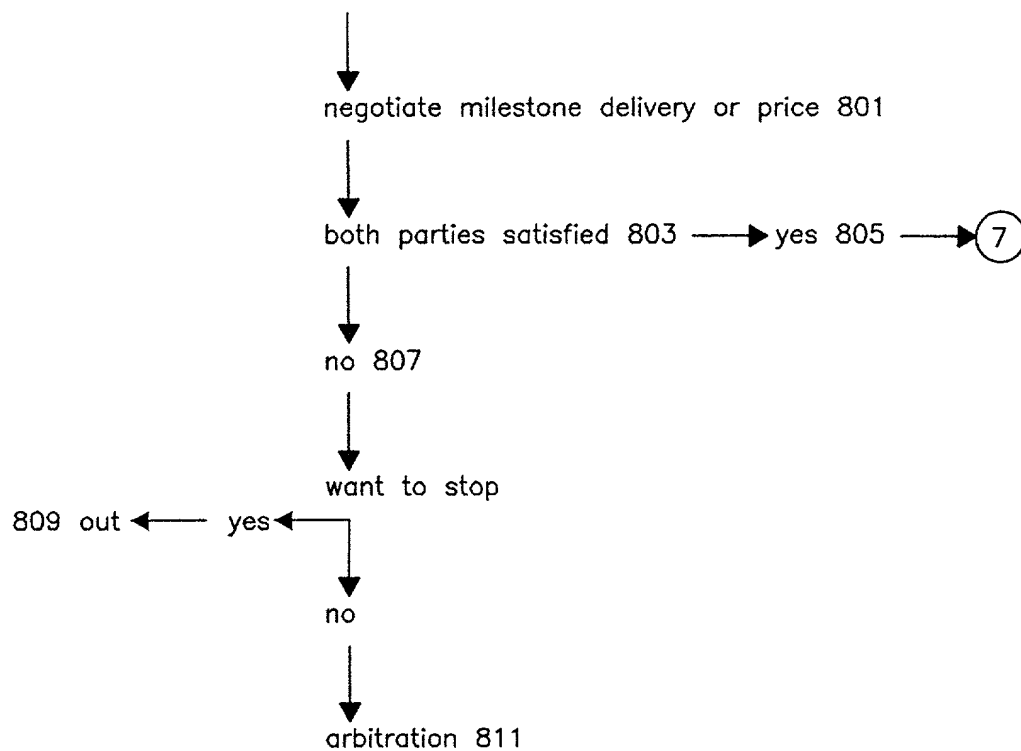 negotiate milestone delivery or price 801
both parties satisfied 803 yes 805 7
no 807
want to stop
809 out yes
no
arbitration 811